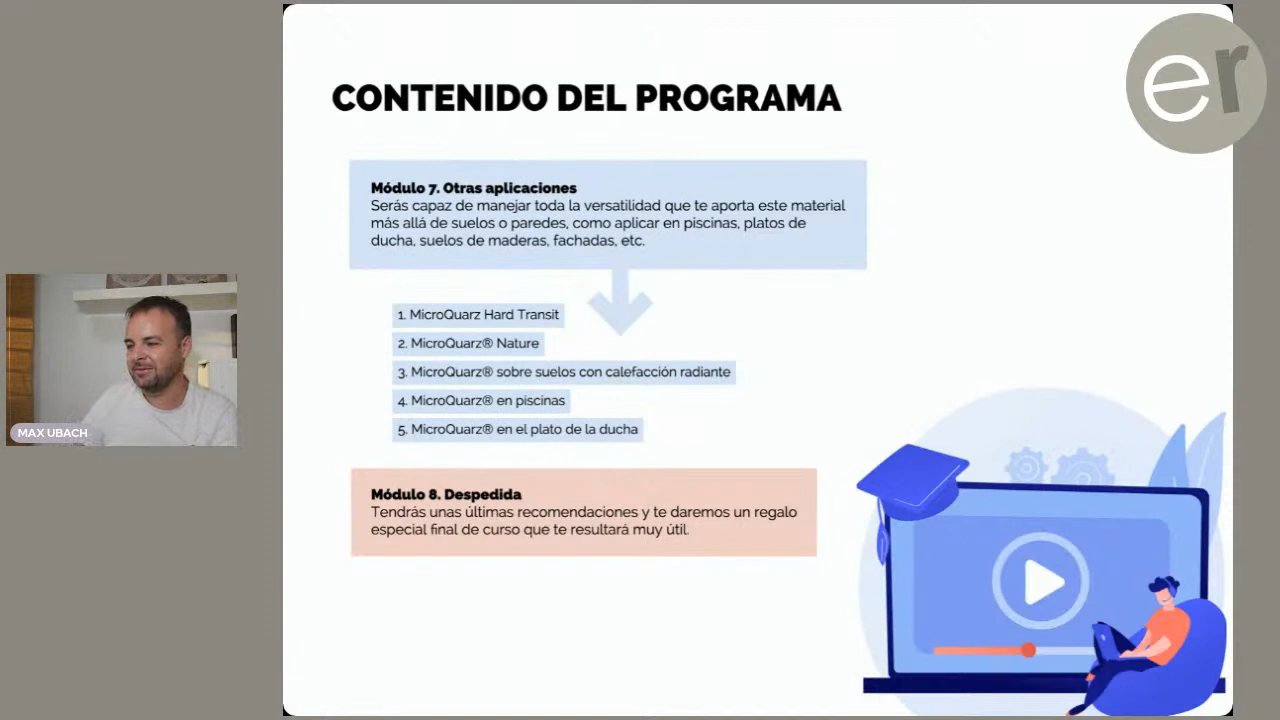 CONTENIDO DEL PROGRAMA
er
Módulo 7. Otras aplicaciones
Serás capaz de manejar toda la versatilidad que te aporta este material
más allá de suelos o paredes, como aplicar en piscinas, platos de
ducha, suelos de maderas, fachadas, etc.
1. MicroQuarz Hard Transit
2. MicroQuarz® Nature
3. MicroQuarz® sobre suelos con calefacción radiante
4. MicroQuarz® en piscinas
5. MicroQuarz® en el plato de la ducha
MAX UBACH
Módulo 8. Despedida
Tendrás unas últimas recomendaciones y te daremos un regalo
especial final de curso que te resultará muy útil.